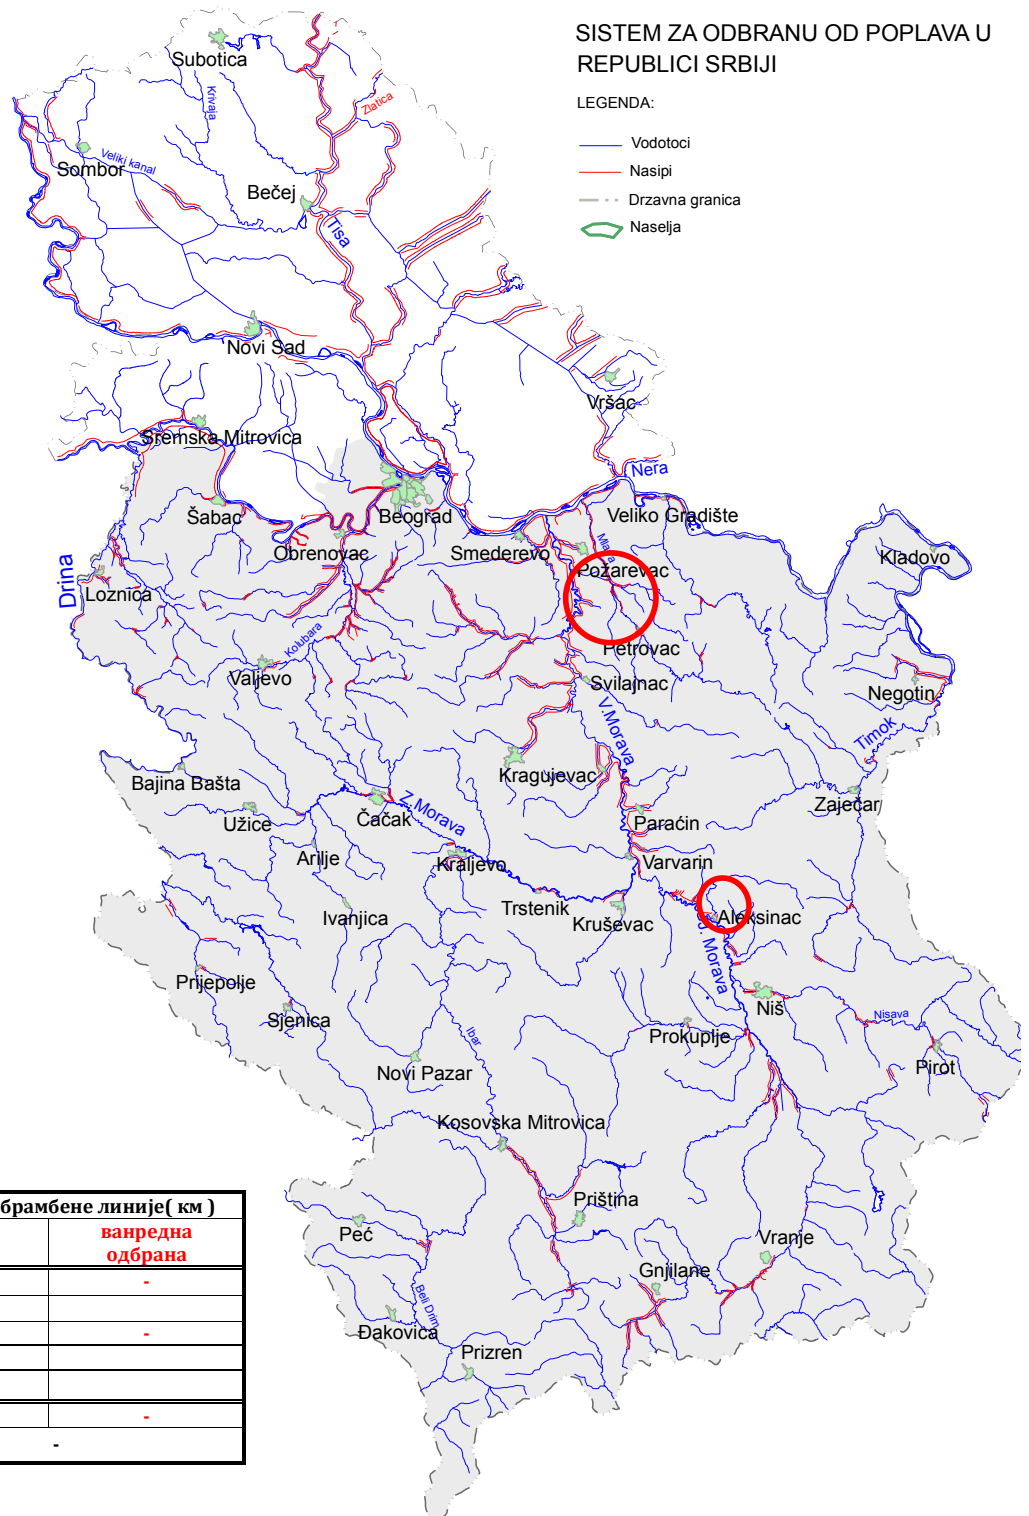 SISTEM ZA ODBRANU OD POPLAVA U
REPUBLICI SRBIJI
LEGENDA:
Vodotoci
Nasipi
Drzavna granica
Naselja
Subotica
Krivaja
Zlatica
Sombor
Veliki kanal
Bečej
Tisa
Novi Sad
Vršac
Sremska Mitrovica
Nera
Šabac
Beograd
Veliko Gradište
Obrenovac
Smederevo
Mla
Kladovo
Drina
Loznica
Požarevac
Kolubara
Petrovac
Valjevo
Svilajnac
Negotin
V.Morava
Timok
Bajina Bašta
Kragujevac
Užice
Čačak
Z.Morava
Zaječar
Paraćin
Arilje
Kraljevo
Varvarin
Ivanjica
Trstenik
Kruševac
Aleksinac
J. Morava
Prijepolje
Sjenica
Niš
Nisava
Ibar
Prokuplje
Pirot
Novi Pazar
Kosovska Mitrovica
Priština
Peć
Vranje
Gnjilane
Beli Drim
Đakovica
Prizren
брамбене линије( км )
ванредна
одбрана
-
-
-
-